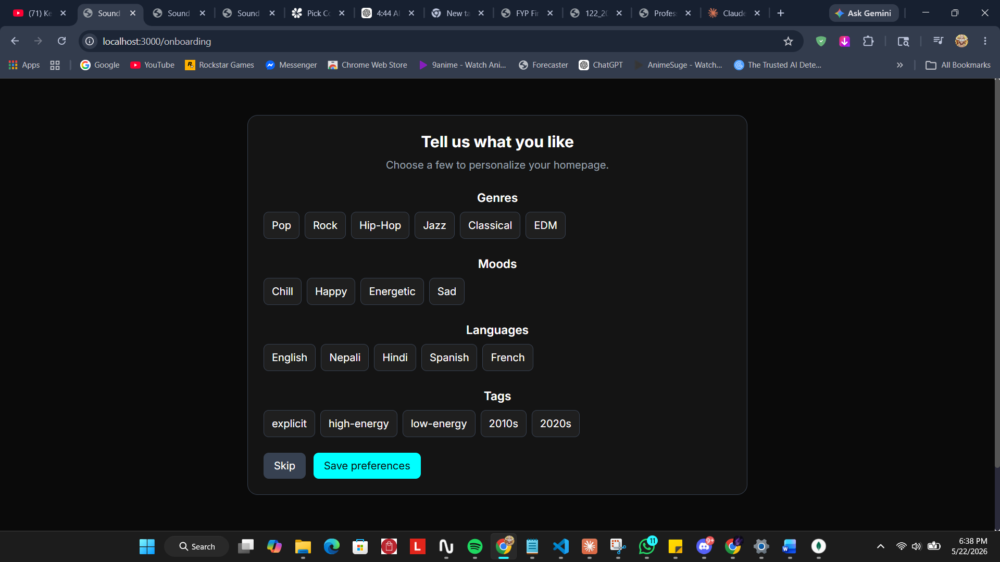 (71) Ke
Sound
Sound
Sound
Pick Co
4:44 AI
New ta
FYP Fi
122_20
Profes
Claude
Ask Gemini
localhost:3000/onboarding
Apps
Google
YouTube
Rockstar Games
Messenger
Chrome Web Store
9anime - Watch Ani...
Forecaster
ChatGPT
AnimeSuge - Watch...
The Trusted AI Dete...
All Bookmarks
Tell us what you like
Choose a few to personalize your homepage.
Genres
Pop
Rock
Hip-Hop
Jazz
Classical
EDM
Moods
Chill
Happy
Energetic
Sad
Languages
English
Nepali
Hindi
Spanish
French
Tags
explicit
high-energy
low-energy
2010s
2020s
Skip
Save preferences
Search
11
9+
6:38 PM
5/22/2026